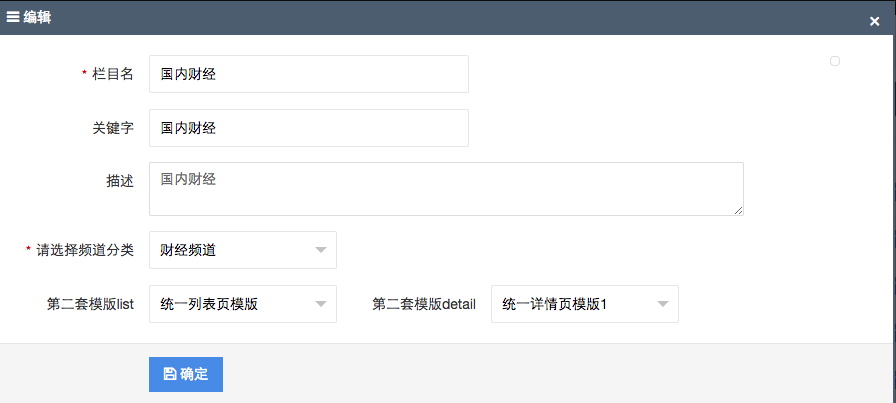 编辑
* 栏目名 国内财经
关键字 国内财经
描述 国内财经
* 请选择频道分类 财经频道
第二套模版list 统一列表页模版 第二套模版detail 统一详情页模版1
确定